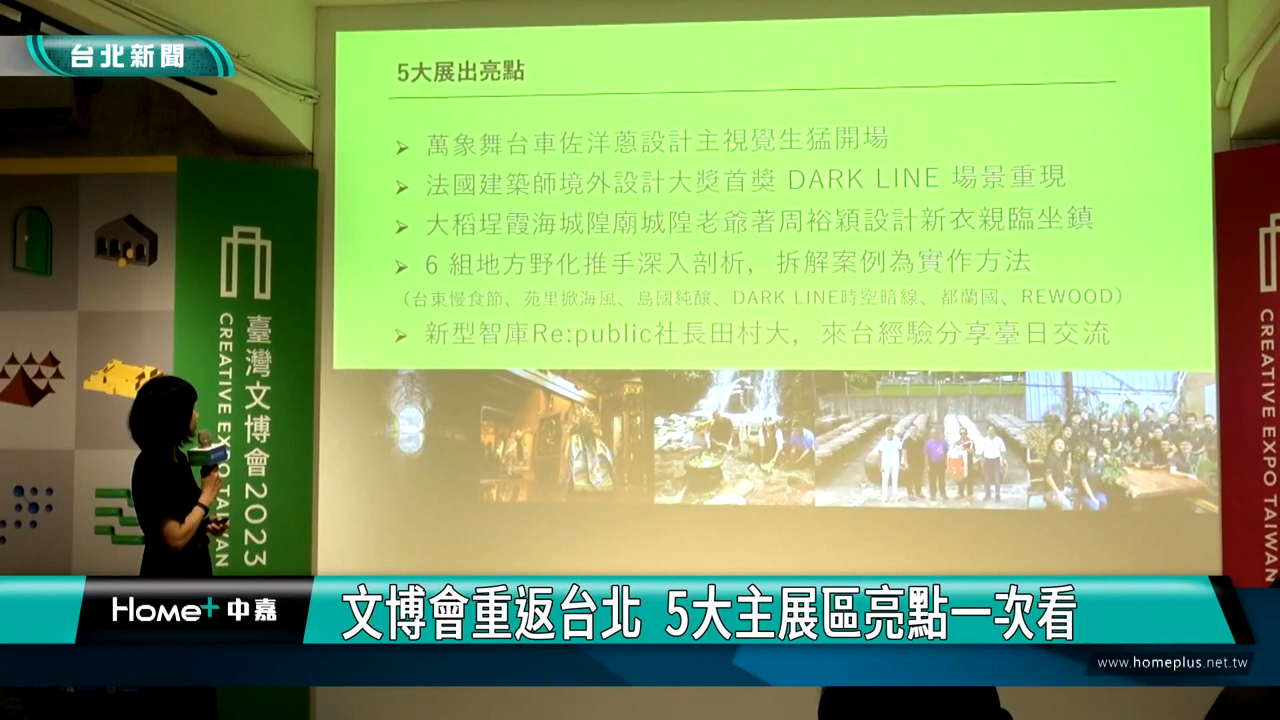 台北新聞
5大展出亮點
➢ 萬象舞台車佐洋蔥設計主視覺生猛開場
➢ 法國建築師境外設計大獎首獎 DARK LINE 場景重現
➢ 大稻埕霞海城隍廟城隍老爺著周裕穎設計新衣親臨坐鎮
➢ 6 組地方野化推手深入剖析，拆解案例為實作方法
（台東慢食節、苑里掀海風、島國純釀、DARK LINE時空暗線、都蘭國、REWOOD）
➢ 新型智庫Re:public社長田村大，來台經驗分享臺日交流
臺灣文博會2023
CREATIVE EXPO TAIWAN
CREATIVE EXPO TAIWAN
Home+ 中嘉
文博會重返台北 5大主展區亮點一次看
www.homeplus.net.tw